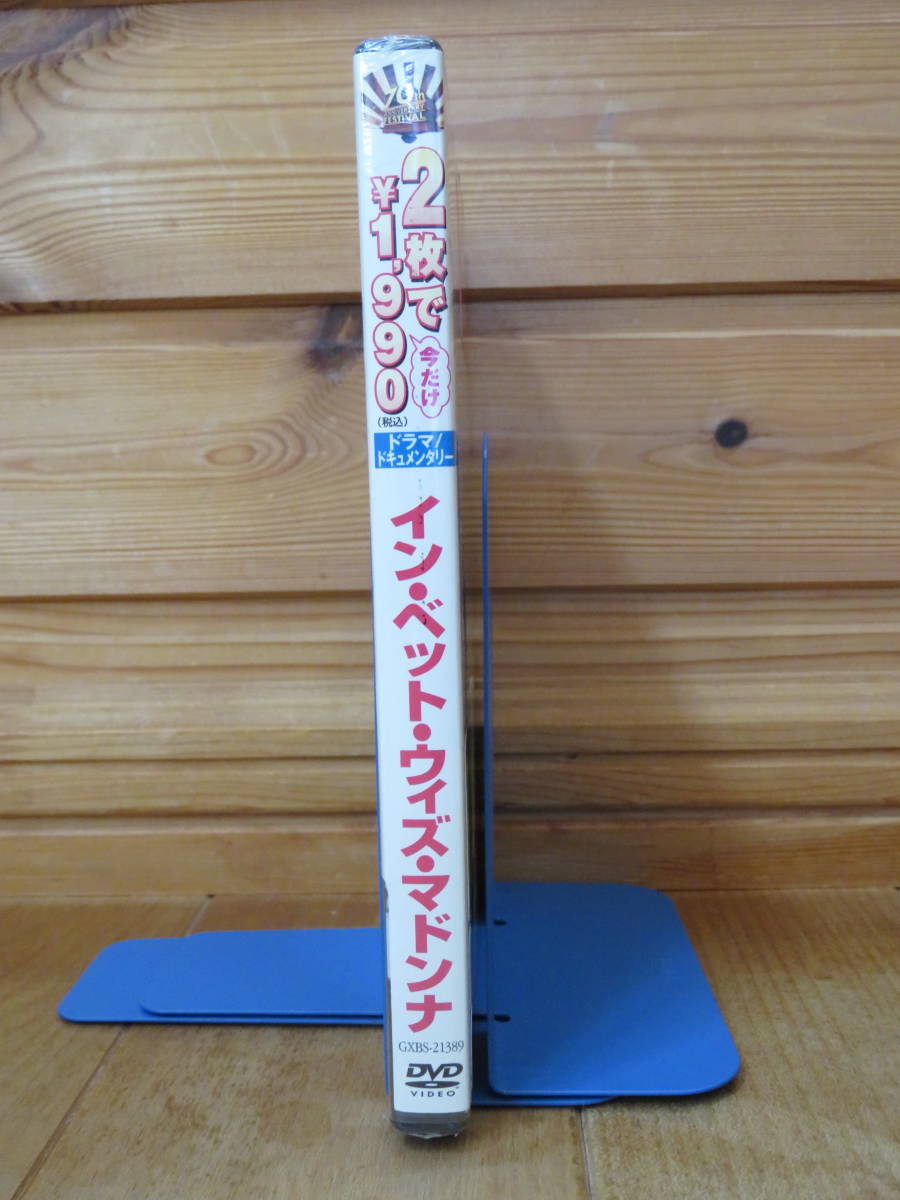 70th
FESTIVAL
2枚で
¥1,990
今だけ
(税込)
ドラマ/
ドキュメンタリー
イン・ベット・ウィズ・マドンナ
GXBS-21389
DVD
VIDEO